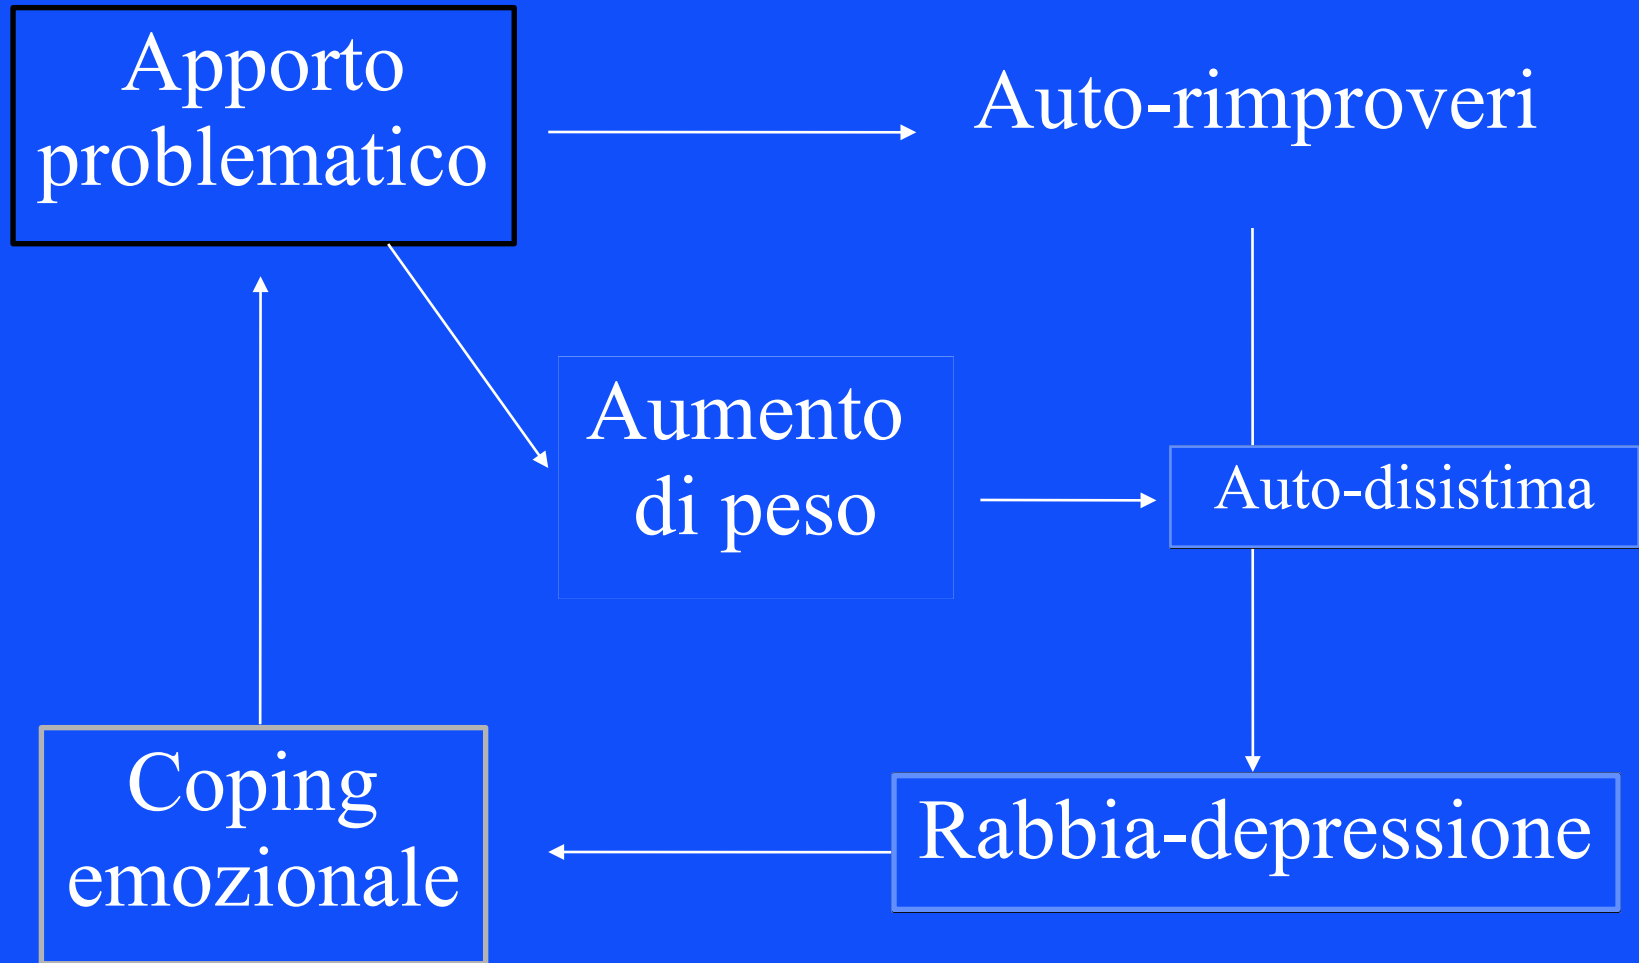 Apporto
problematico
Auto-rimproveri
Aumento
di peso
Auto-disistima
Coping
emozionale
Rabbia-depressione